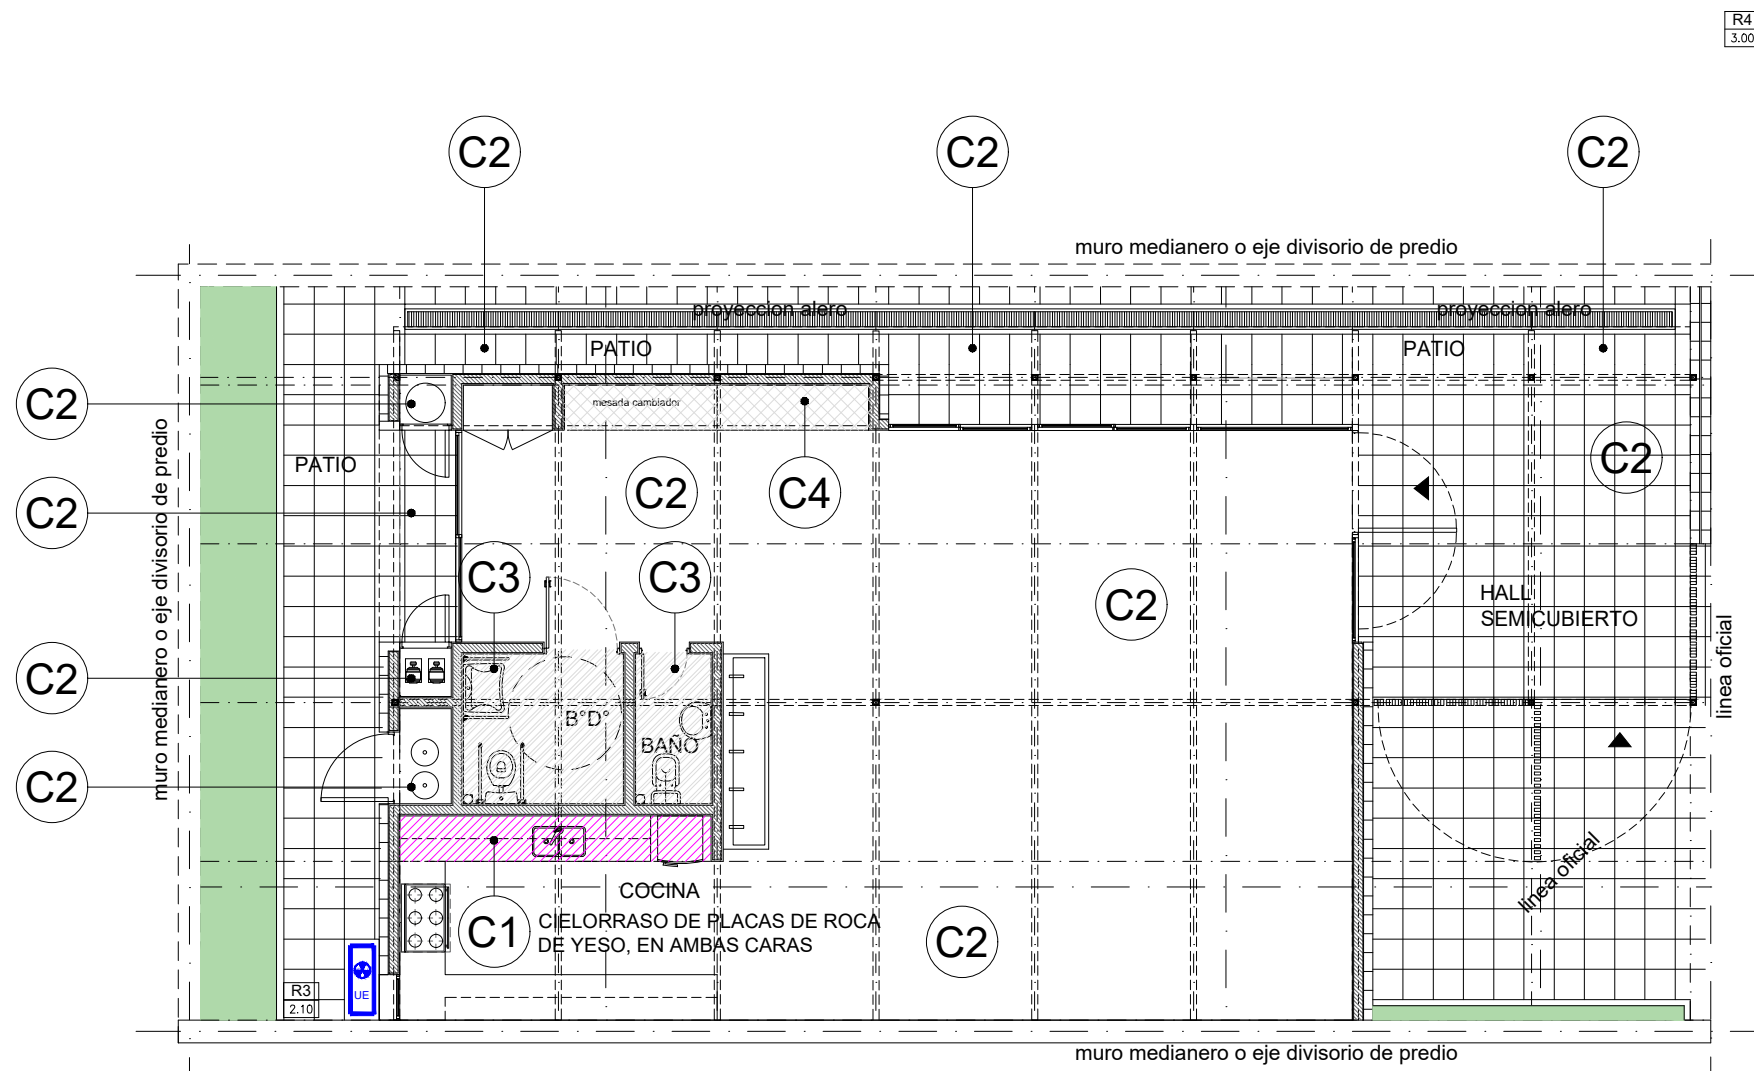 R4
3.00
C2
C2
C2
muro medianero o eje divisorio de predio
proyeccion alero
proyeccion alero
PATIO
PATIO
C2
mesada cambiador
muro medianero o eje divisorio de predio
PATIO
C2
C2
C4
C2
C3
C3
C2
HALL
SEMICUBIERTO
linea oficial
C2
B°D°
BAÑO
C2
linea oficial
COCINA
C1
CIELORRASO DE PLACAS DE ROCA
DE YESO, EN AMBAS CARAS
C2
UE
R3
2.10
muro medianero o eje divisorio de predio